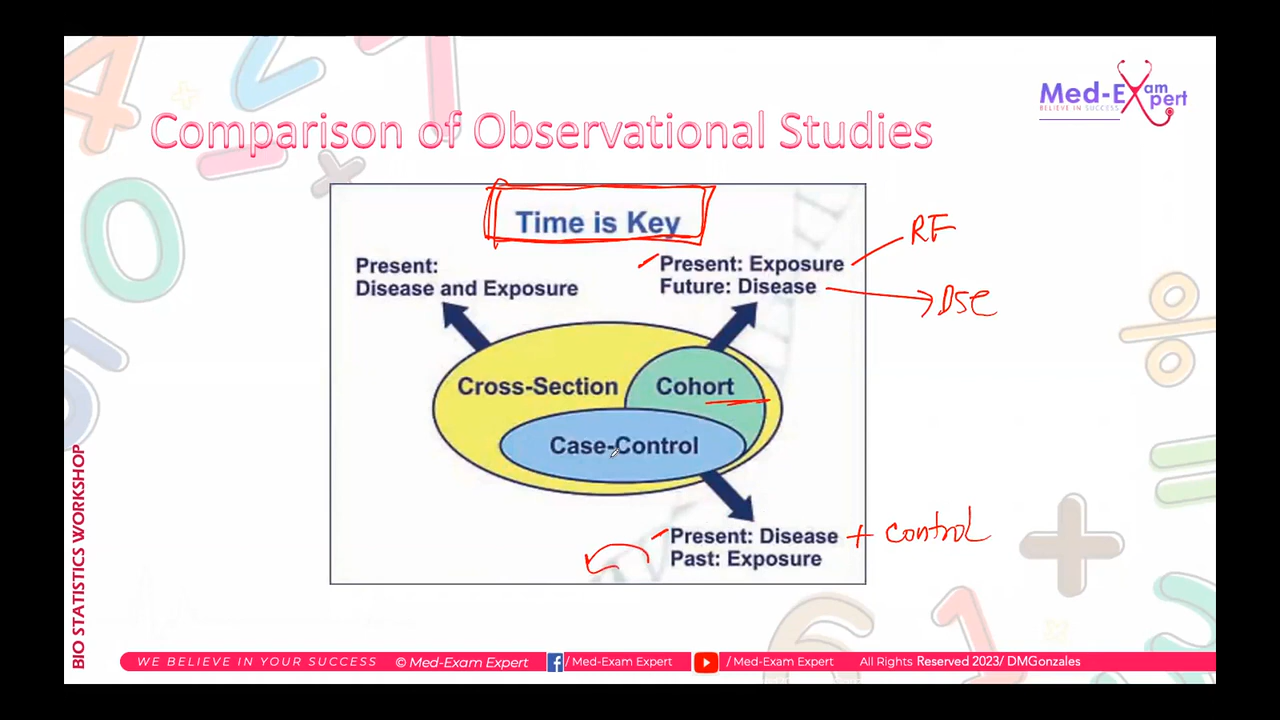 Med-Exam
pert
BELIEVE IN SUCCESS
Comparison of Observational Studies
Time is Key
RF
Present:
Disease and Exposure
Present: Exposure
Future: Disease
DSE
Cross-Section
Cohort
Case-Control
Present: Disease
+ control
Past: Exposure
BIO STATISTICS WORKSHOP
WE BELIEVE IN YOUR SUCCESS © Med-Exam Expert / Med-Exam Expert / Med-Exam Expert All Rights Reserved 2023/ DMGonzales